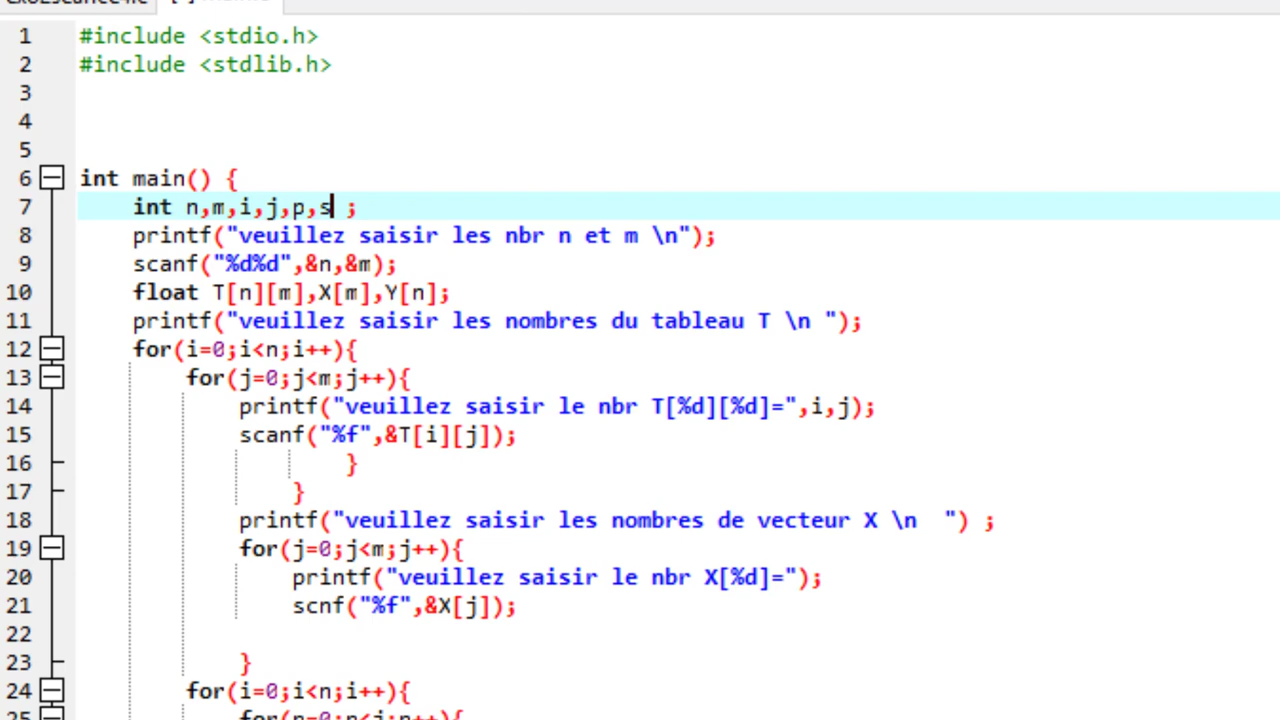 1 #include <stdio.h>
2 #include <stdlib.h>
3
4
5
6 int main() {
7 int n,m,i,j,p,s ;
8 printf("veuillez saisir les nbr n et m \n");
9 scanf("%d%d",&n,&m);
10 float T[n][m],X[m],Y[n];
11 printf("veuillez saisir les nombres du tableau T \n ");
12 for(i=0;i<n;i++){
13 for(j=0;j<m;j++){
14 printf("veuillez saisir le nbr T[%d][%d]=",i,j);
15 scanf("%f",&T[i][j]);
16 }
17 }
18 printf("veuillez saisir les nombres de vecteur X \n  ") ;
19 for(j=0;j<m;j++){
20 printf("veuillez saisir le nbr X[%d]=");
21 scnf("%f",&X[j]);
22
23 }
24 for(i=0;i<n;i++){